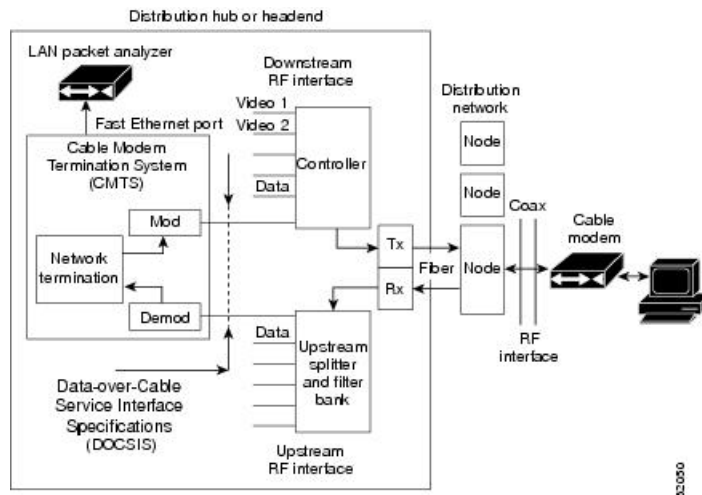 Distribution hub or headend
LAN packet analyzer
Fast Ethernet port
Cable Modem
Termination System
(CMTS)
Mod
Network
termination
Demod
Data-over-Cable
Service Interface
Specifications
(DOCSIS)
Downstream
RF interface
Video 1
Video 2
Data
Controller
Tx
Rx
Fiber
Data
Upstream
splitter
and filter
bank
Upstream
RF interface
Distribution
network
Node
Node
Node
Coax
RF
interface
Cable
modem
62059